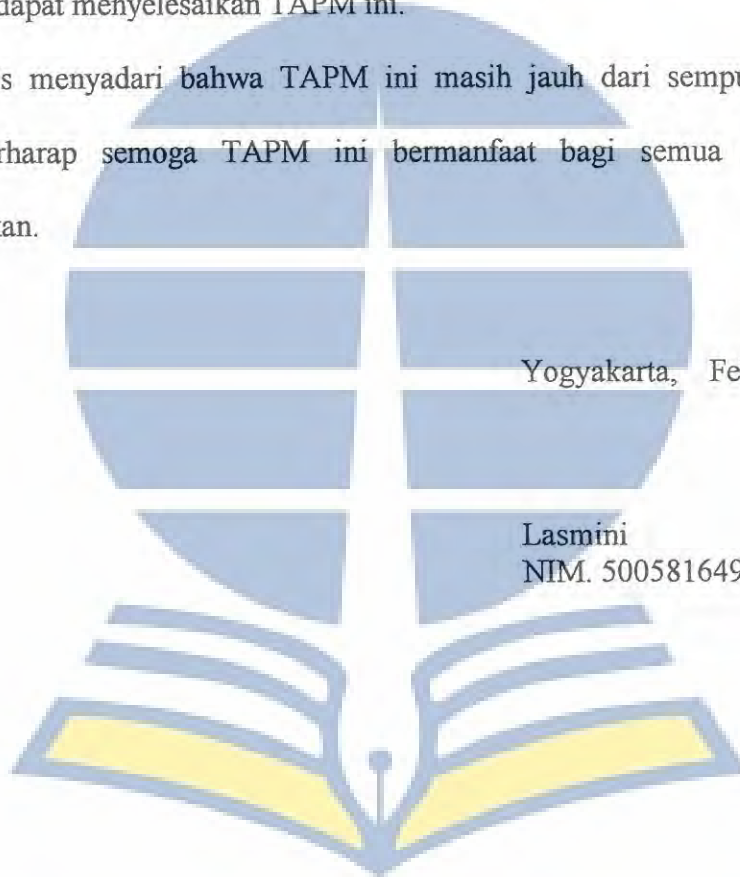 dapat menyelesaikan TAPM ini.
s menyadari bahwa TAPM ini masih jauh dari sempu
rharap semoga TAPM ini bermanfaat bagi semua
kan.
Yogyakarta, Fe
Lasmini
NIM. 500581649